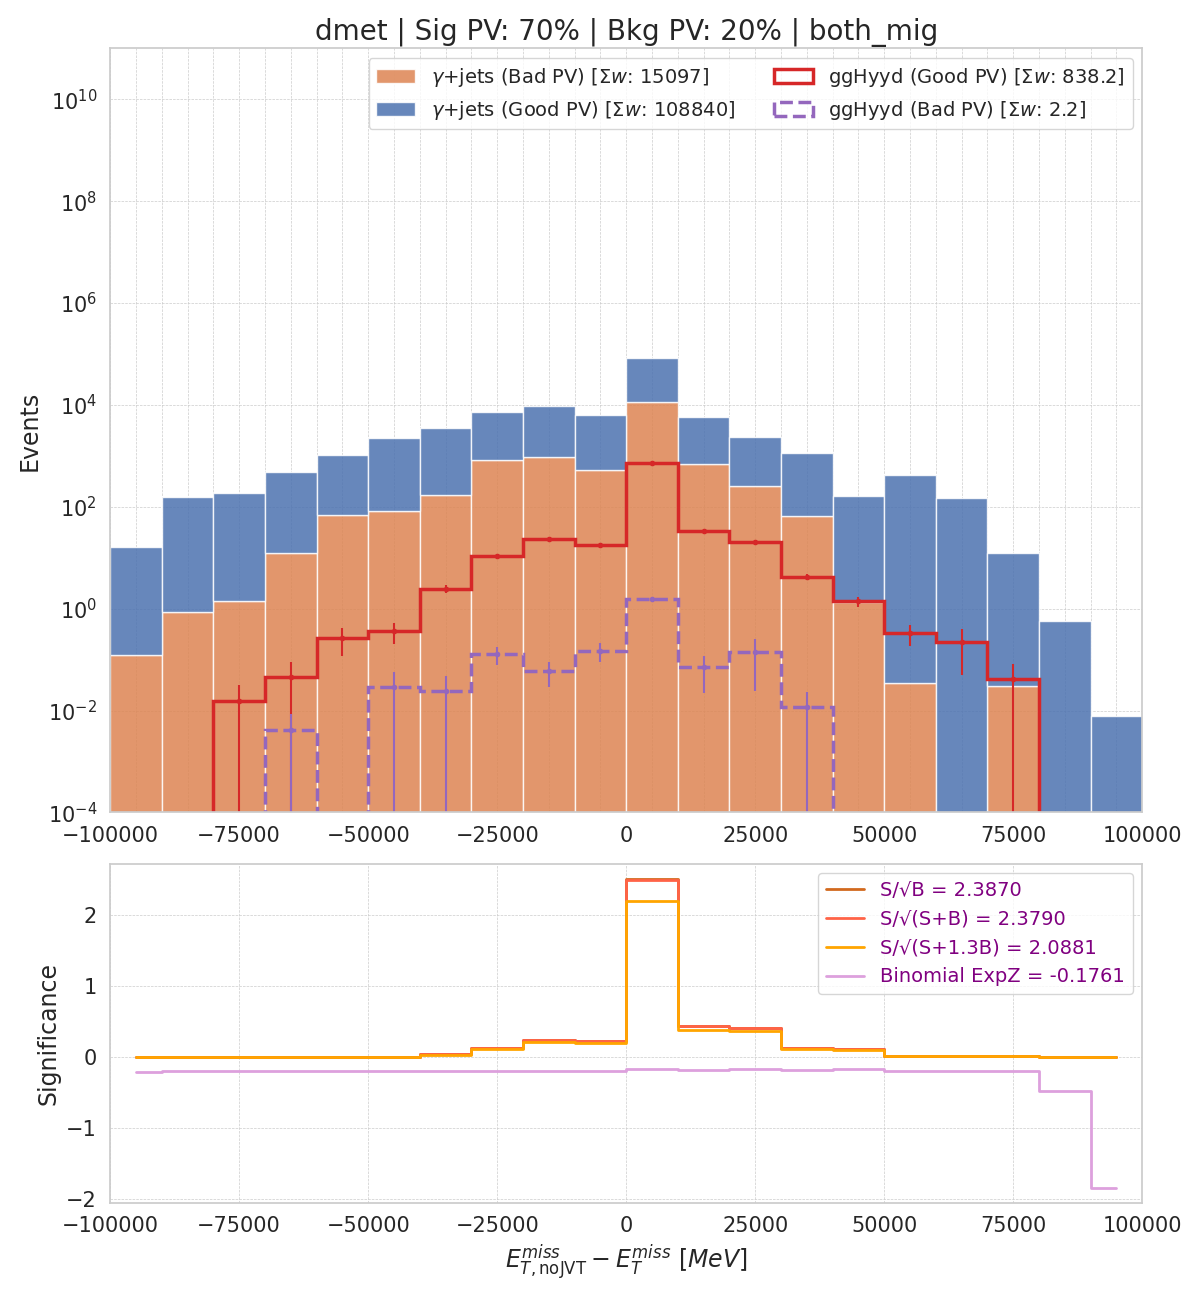 dmet | Sig PV: 70% | Bkg PV: 20% | both_mig
γ+jets (Bad PV) [Σw: 15097]
γ+jets (Good PV) [Σw: 108840]
ggHyyd (Good PV) [Σw: 838.2]
ggHyyd (Bad PV) [Σw: 2.2]
Events
10^10
10^8
10^6
10^4
10^2
10^0
10^−2
10^−4
−100000 −75000 −50000 −25000 0 25000 50000 75000 100000
S/√B = 2.3870
S/√(S+B) = 2.3790
S/√(S+1.3B) = 2.0881
Binomial ExpZ = -0.1761
Significance
2
1
0
−1
−2
−100000 −75000 −50000 −25000 0 25000 50000 75000 100000
E_{T,noJVT}^{miss} − E_T^{miss} [MeV]